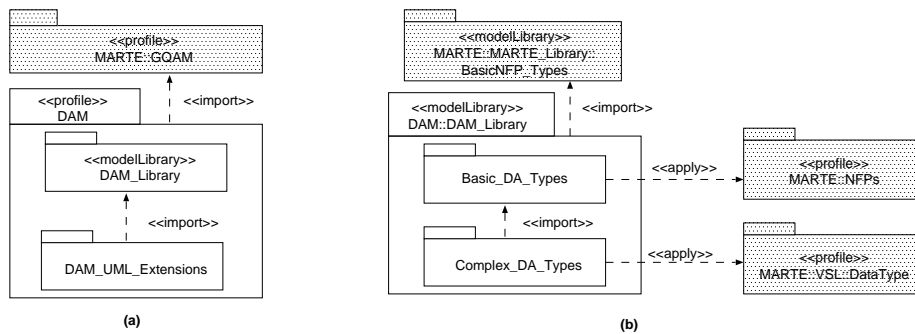 <<profile>>
MARTE::GQAM
<<import>>
<<profile>>
DAM
<<modelLibrary>>
DAM_Library
<<import>>
DAM_UML_Extensions
(a)
<<modelLibrary>>
MARTE::MARTE_Library::
BasicNFP_Types
<<import>>
<<modelLibrary>>
DAM::DAM_Library
Basic_DA_Types
<<apply>>
<<profile>>
MARTE::NFPs
<<import>>
Complex_DA_Types
<<apply>>
<<profile>>
MARTE::VSL::DataType
(b)